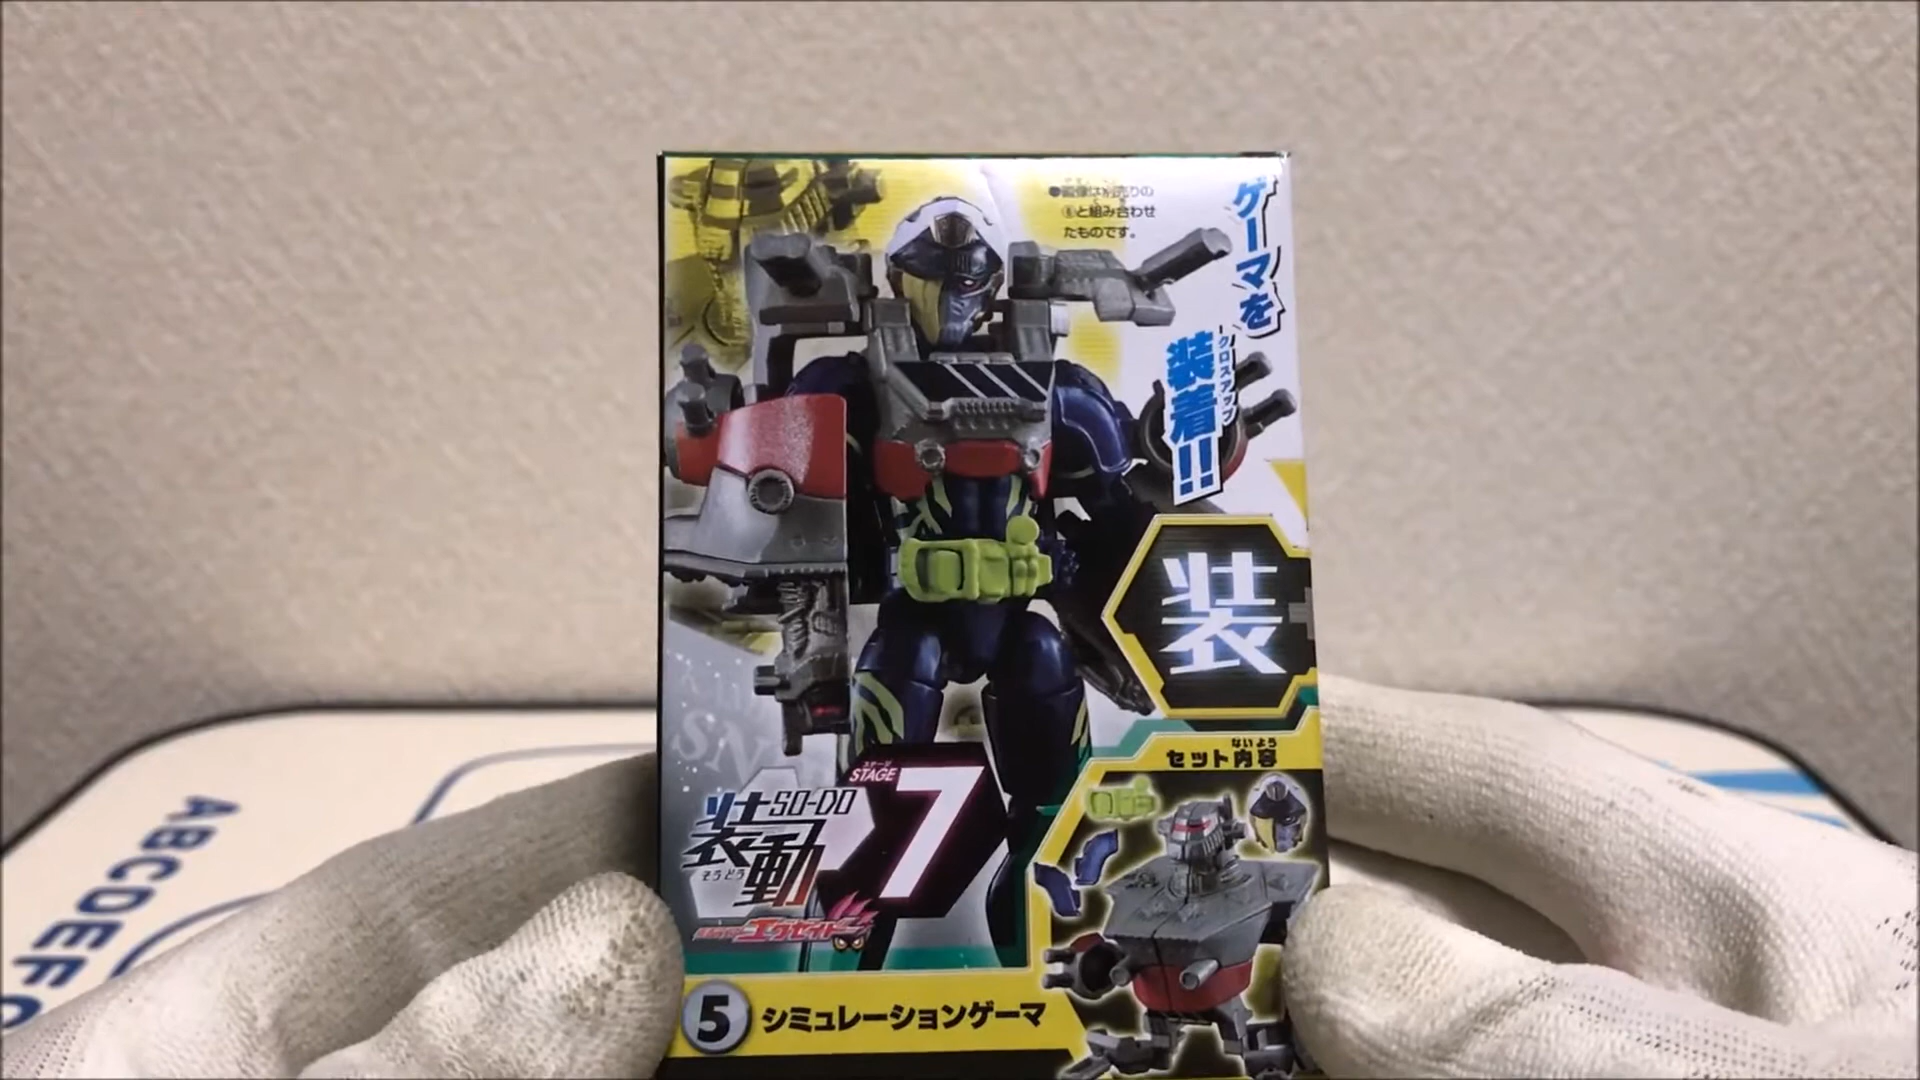 ●画像は別売りの
⑥と組み合わせ
たものです。
ゲーマを
クロスアップ
装着!!
装
ないよう
セット内容
ステージ
STAGE
7
SO-DO
装動
そうどう
エグゼイド
5 シミュレーションゲーマ
ABCDEF